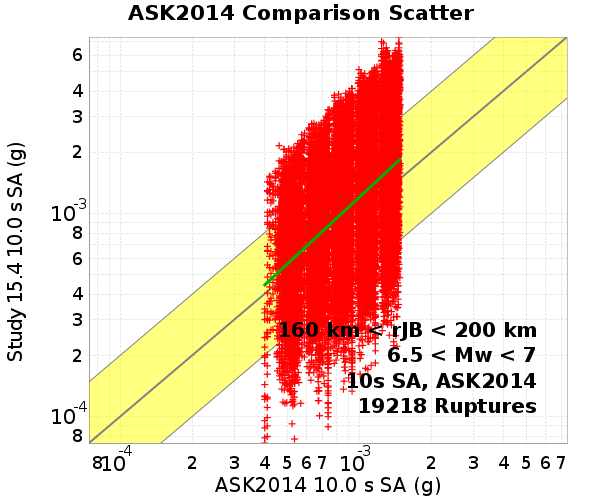 ASK2014 Comparison Scatter
6
4
3
2
10-3
8
6
4
3
2
10-4
8
Study 15.4 10.0 s SA (g)
160 km < rJB < 200 km
6.5 < Mw < 7
10s SA, ASK2014
19218 Ruptures
8 10-4 2 3 4 5 6 7 10-3 2 3 4 5 6 7
ASK2014 10.0 s SA (g)